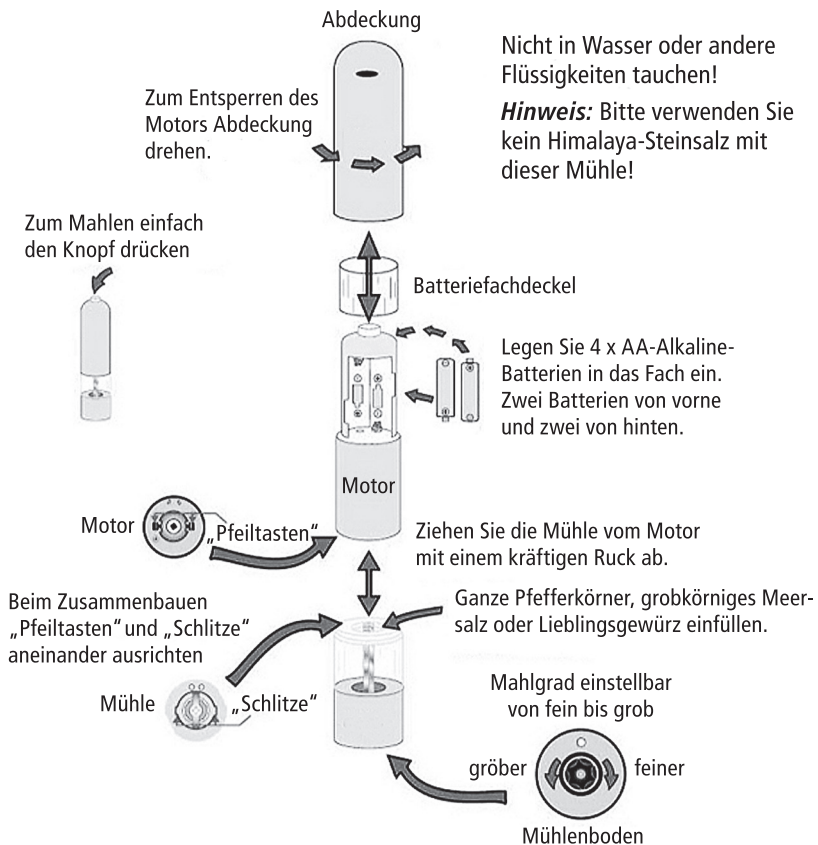 Abdeckung
Nicht in Wasser oder andere
Flüssigkeiten tauchen!
Hinweis: Bitte verwenden Sie
kein Himalaya-Steinsalz mit
dieser Mühle!
Zum Entsperren des
Motors Abdeckung
drehen.
Zum Mahlen einfach
den Knopf drücken
Batteriefachdeckel
Legen Sie 4 x AA-Alkaline-
Batterien in das Fach ein.
Zwei Batterien von vorne
und zwei von hinten.
Motor
Motor
„Pfeiltasten“
Ziehen Sie die Mühle vom Motor
mit einem kräftigen Ruck ab.
Beim Zusammenbauen
„Pfeiltasten“ und „Schlitze“
aneinander ausrichten
Ganze Pfefferkörner, grobkörniges Meer-
salz oder Lieblingsgewürz einfüllen.
Mühle
„Schlitze“
Mahlgrad einstellbar
von fein bis grob
gröber
feiner
Mühlenboden